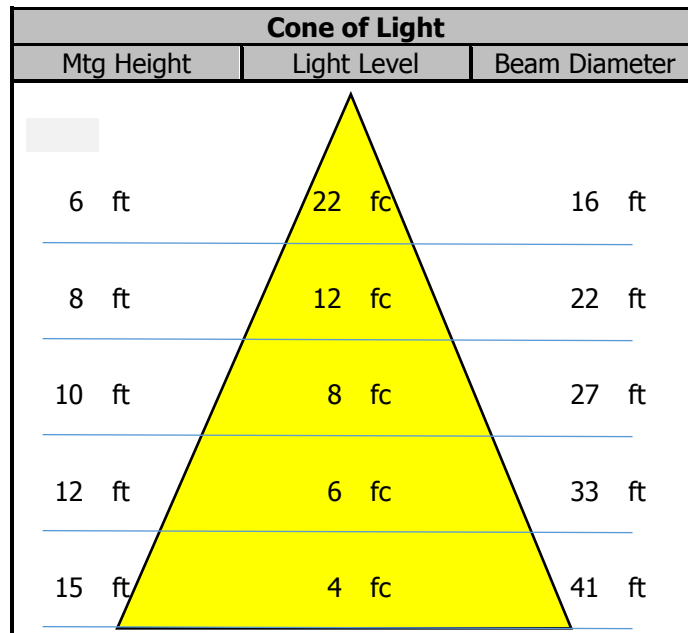 Cone of Light
Mtg Height Light Level Beam Diameter
6 ft 22 fc 16 ft
8 ft 12 fc 22 ft
10 ft 8 fc 27 ft
12 ft 6 fc 33 ft
15 ft 4 fc 41 ft